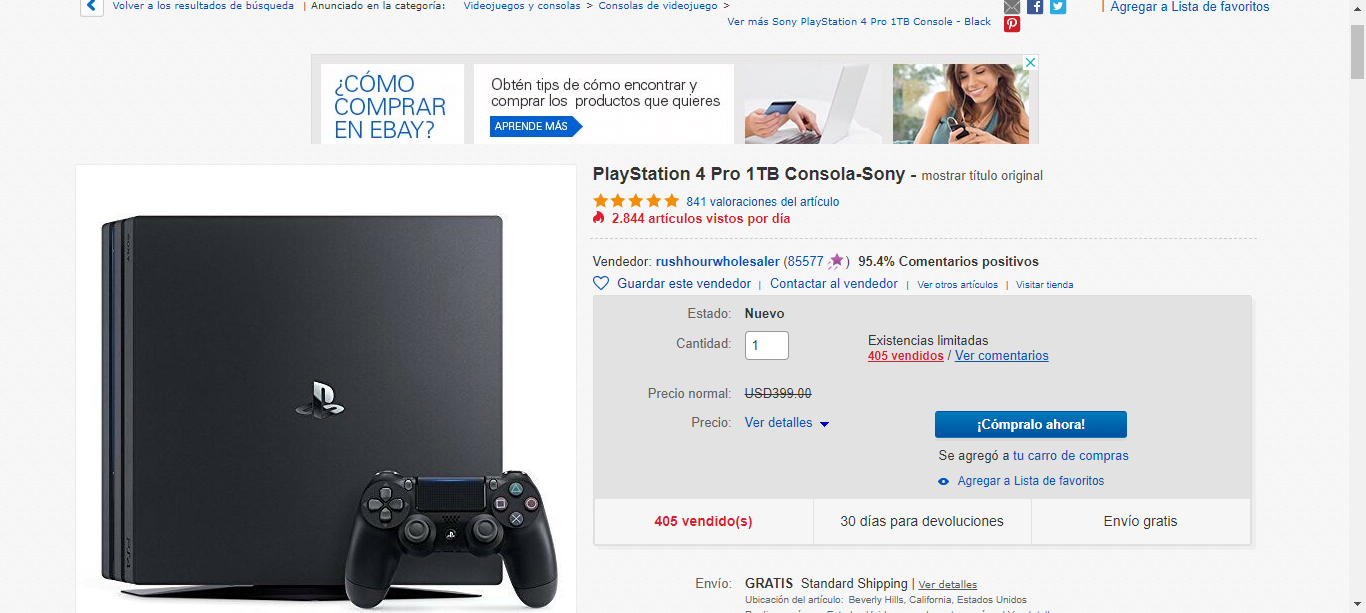 Volver a los resultados de búsqueda | Anunciado en la categoría: Videojuegos y consolas > Consolas de videojuego >
Ver más Sony PlayStation 4 Pro 1TB Console - Black
| Agregar a Lista de favoritos
¿CÓMO
COMPRAR
EN EBAY?
Obtén tips de cómo encontrar y
comprar los productos que quieres
APRENDE MÁS
PlayStation 4 Pro 1TB Consola-Sony - mostrar título original
841 valoraciones del artículo
2.844 artículos vistos por día
Vendedor: rushhourwholesaler (85577 ) 95.4% Comentarios positivos
Guardar este vendedor | Contactar al vendedor | Ver otros artículos | Visitar tienda
Estado: Nuevo
Cantidad: 1
Existencias limitadas
405 vendidos / Ver comentarios
Precio normal: USD399.00
Precio: Ver detalles
¡Cómpralo ahora!
Se agregó a tu carro de compras
Agregar a Lista de favoritos
405 vendido(s)
30 días para devoluciones
Envío gratis
Envío: GRATIS Standard Shipping | Ver detalles
Ubicación del artículo: Beverly Hills, California, Estados Unidos
SONY
PS4